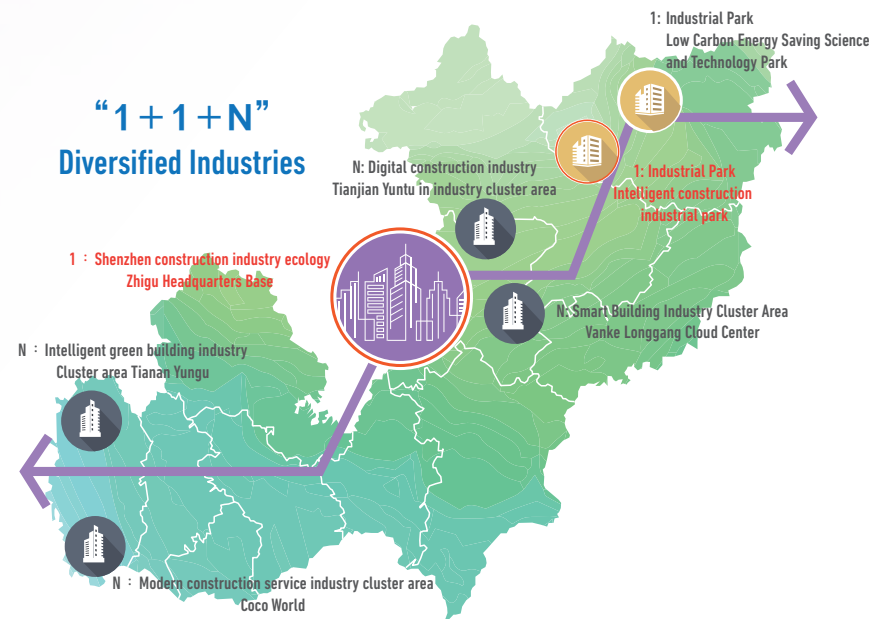 “1+1+N”
Diversified Industries
1: Industrial Park
Low Carbon Energy Saving Science
and Technology Park
N: Digital construction industry
Tianjian Yuntu in industry cluster area
1: Industrial Park
Intelligent construction
industrial park
1：Shenzhen construction industry ecology
Zhigu Headquarters Base
N: Smart Building Industry Cluster Area
Vanke Longgang Cloud Center
N：Intelligent green building industry
Cluster area Tianan Yungu
N：Modern construction service industry cluster area
Coco World